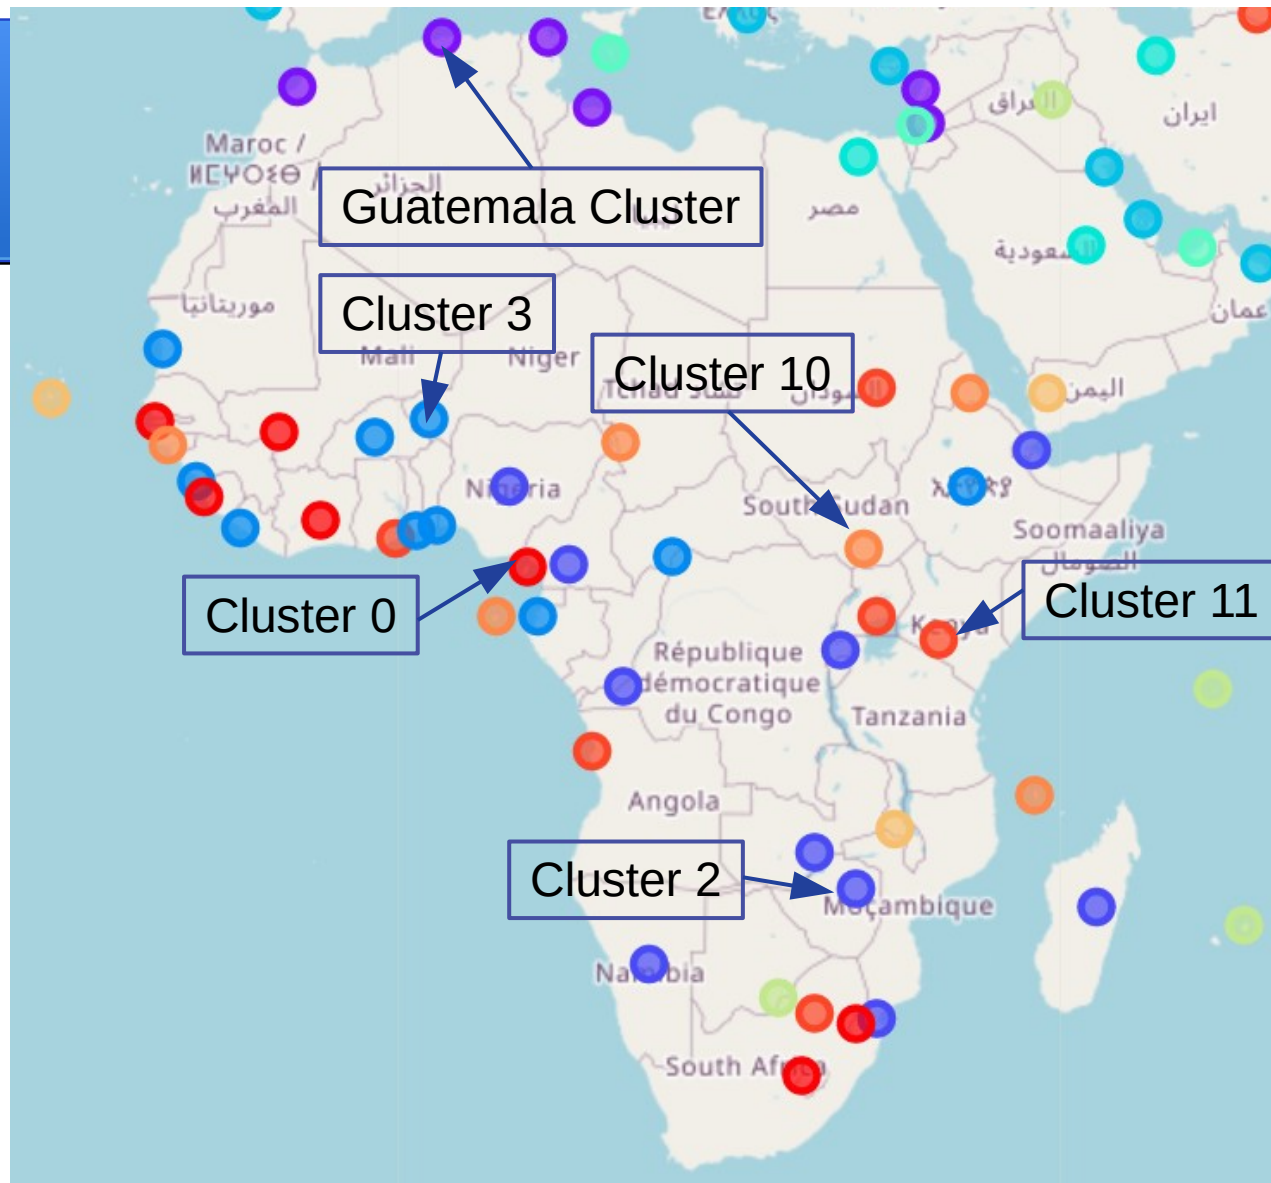 العراق
ایران
Maroc /
ⵍⵎⵖⵔⵉⴱ /
المغرب
الجزائر
Guatemala Cluster
ليبيا
مصر
السعودية
عمان
موريتانيا
Cluster 3
Mali
Niger
Cluster 10
السودان
اليمن
Nigeria
South Sudan
Soomaaliya
الصومال
Cluster 0
Cluster 11
Kenya
République
démocratique
du Congo
Tanzania
Angola
Cluster 2
Moçambique
Namibia
South Africa